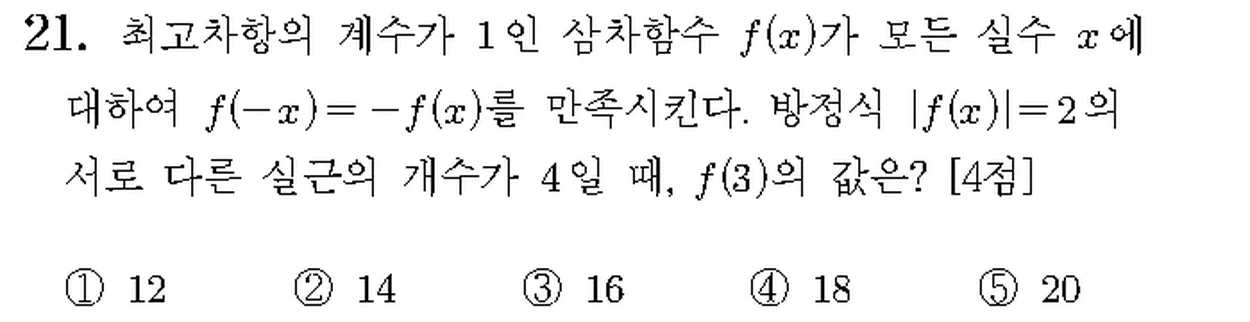 21. 최고차항의 계수가 1인 삼차함수 f(x)가 모든 실수 x에
대하여 f(-x)=-f(x)를 만족시킨다. 방정식 |f(x)|=2의
서로 다른 실근의 개수가 4일 때, f(3)의 값은? [4점]
① 12 ② 14 ③ 16 ④ 18 ⑤ 20